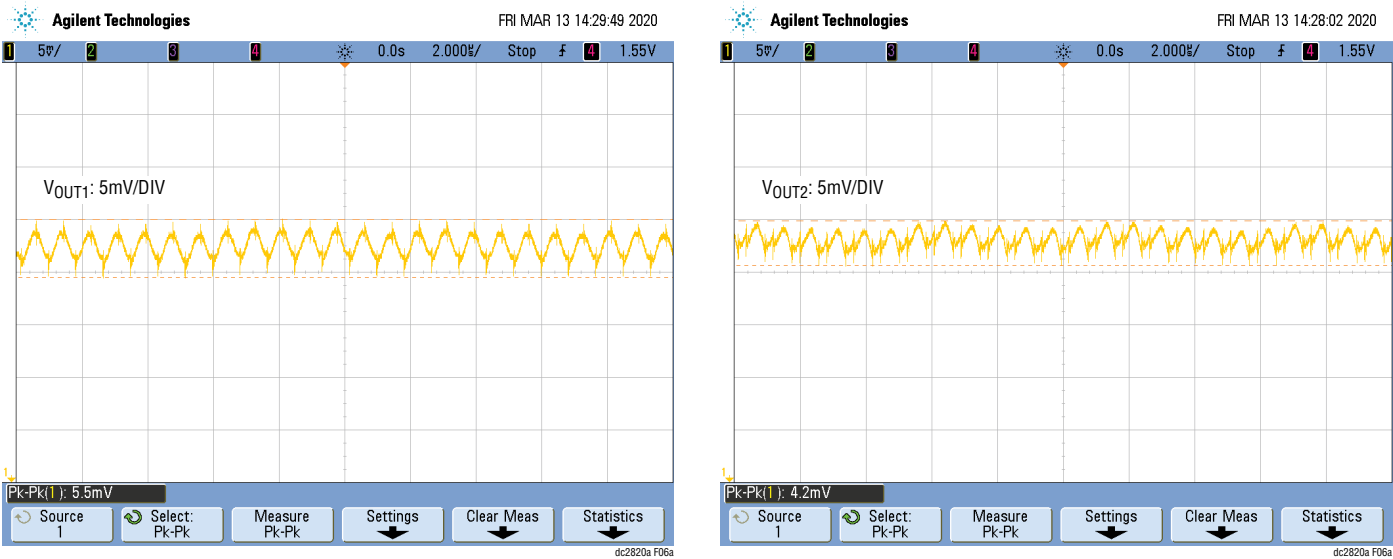 Agilent Technologies FRI MAR 13 14:29:49 2020
1 5mV/ 2 3 4 0.0s 2.000us/ Stop 4 1.55V
VOUT1: 5mV/DIV
1
Pk-Pk(1): 5.5mV
Source
1
Select:
Pk-Pk
Measure
Pk-Pk
Settings
Clear Meas
Statistics
dc2820a F06a
Agilent Technologies FRI MAR 13 14:28:02 2020
1 5mV/ 2 3 4 0.0s 2.000us/ Stop 4 1.55V
VOUT2: 5mV/DIV
1
Pk-Pk(1): 4.2mV
Source
1
Select:
Pk-Pk
Measure
Pk-Pk
Settings
Clear Meas
Statistics
dc2820a F06a